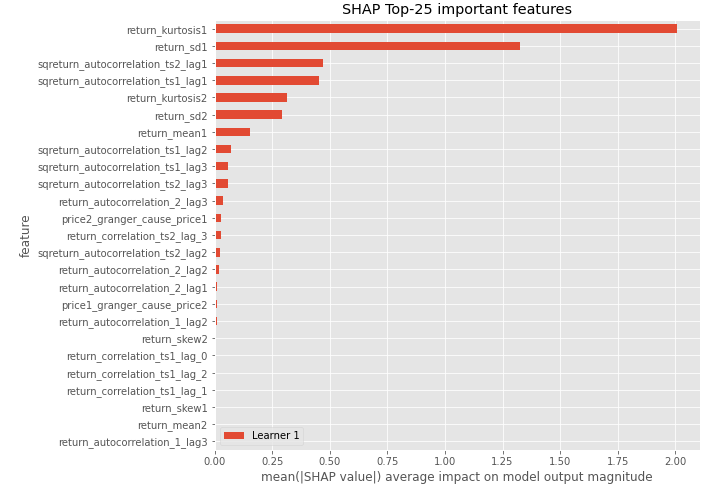 SHAP Top-25 important features
return_kurtosis1
return_sd1
sqreturn_autocorrelation_ts2_lag1
sqreturn_autocorrelation_ts1_lag1
return_kurtosis2
return_sd2
return_mean1
sqreturn_autocorrelation_ts1_lag2
sqreturn_autocorrelation_ts1_lag3
sqreturn_autocorrelation_ts2_lag3
return_autocorrelation_2_lag3
price2_granger_cause_price1
return_correlation_ts2_lag_3
sqreturn_autocorrelation_ts2_lag2
return_autocorrelation_2_lag2
return_autocorrelation_2_lag1
price1_granger_cause_price2
return_autocorrelation_1_lag2
return_skew2
return_correlation_ts1_lag_0
return_correlation_ts1_lag_2
return_correlation_ts1_lag_1
return_skew1
return_mean2
return_autocorrelation_1_lag3
feature
Learner 1
0.00 0.25 0.50 0.75 1.00 1.25 1.50 1.75 2.00
mean(|SHAP value|) average impact on model output magnitude